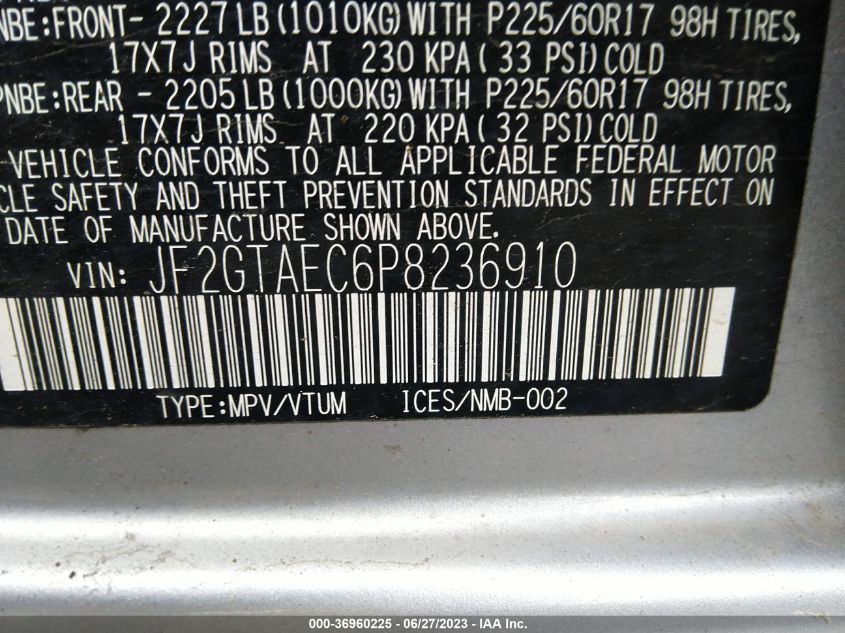 NBE:FRONT- 2227 LB (1010KG) WITH P225/60R17 98H TIRES,
17X7J RIMS AT 230 KPA ( 33 PSI) COLD
PNBE:REAR - 2205 LB (1000KG) WITH P225/60R17 98H TIRES,
17X7J RIMS AT 220 KPA ( 32 PSI) COLD
VEHICLE CONFORMS TO ALL APPLICABLE FEDERAL MOTOR
CLE SAFETY AND THEFT PREVENTION STANDARDS IN EFFECT ON
DATE OF MANUFACTURE SHOWN ABOVE.
VIN: JF2GTAEC6P8236910
TYPE:MPV/VTUM ICES/NMB-002
000-36960225 - 06/27/2023 - IAA Inc.